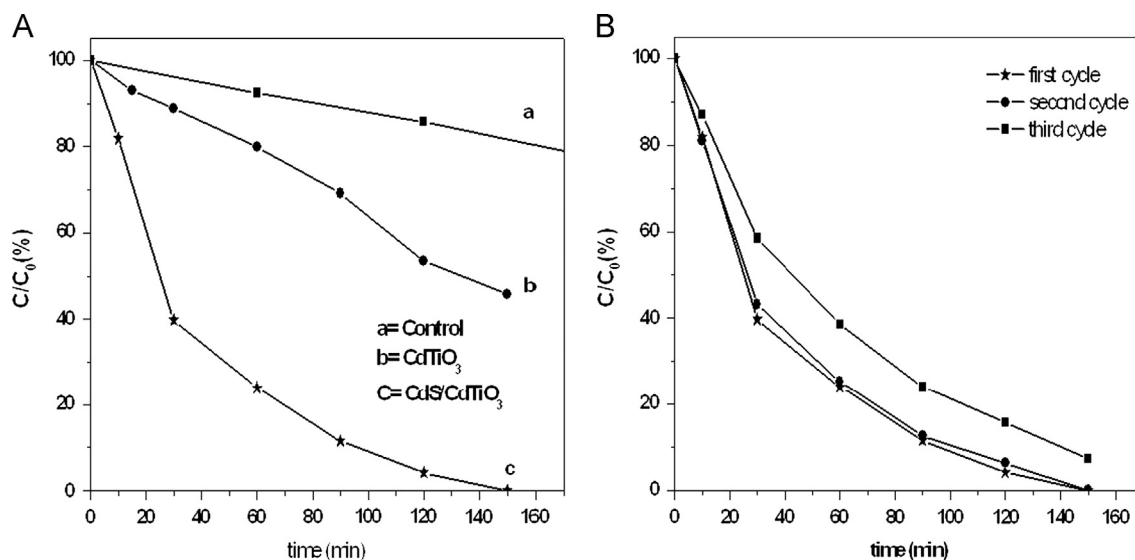 A
100
80
60
40
20
0
C/C₀(%)
a
b
a= Control
b= CdTiO₃
C= CdS/CdTiO₃
c
0 20 40 60 80 100 120 140 160
time (min)
B
first cycle
second cycle
third cycle
100
80
60
40
20
0
C/C₀(%)
0 20 40 60 80 100 120 140 160
time (min)